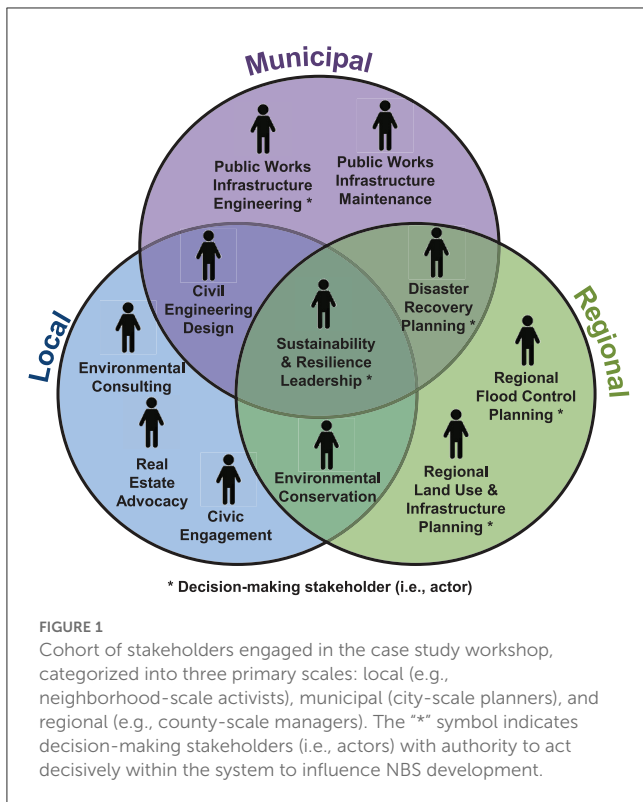 Municipal
Public Works
Infrastructure
Engineering *
Public Works
Infrastructure
Maintenance
Local
Regional
Civil
Engineering
Design
Disaster
Recovery
Planning *
Sustainability
& Resilience
Leadership *
Environmental
Consulting
Regional
Flood Control
Planning *
Real
Estate
Advocacy
Civic
Engagement
Environmental
Conservation
Regional
Land Use &
Infrastructure
Planning *
* Decision-making stakeholder (i.e., actor)
FIGURE 1
Cohort of stakeholders engaged in the case study workshop,
categorized into three primary scales: local (e.g.,
neighborhood-scale activists), municipal (city-scale planners), and
regional (e.g., county-scale managers). The “*” symbol indicates
decision-making stakeholders (i.e., actors) with authority to act
decisively within the system to influence NBS development.